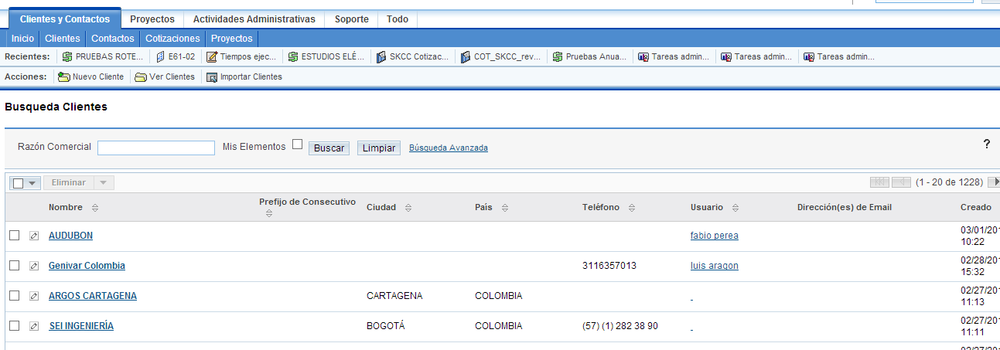 Clientes y Contactos Proyectos Actividades Administrativas Soporte Todo
Inicio Clientes Contactos Cotizaciones Proyectos
Recientes: PRUEBAS ROTE... E61-02 Tiempos ejec... ESTUDIOS ELÉ... SKCC Cotizac... COT_SKCC_rev... Pruebas Anua... Tareas admin... Tareas admin... Tareas admin...
Acciones: Nuevo Cliente Ver Clientes Importar Clientes
Busqueda Clientes
Razón Comercial Mis Elementos Buscar Limpiar Búsqueda Avanzada ?
Eliminar (1 - 20 de 1228)
Nombre Prefijo de Consecutivo Ciudad País Teléfono Usuario Dirección(es) de Email Creado
AUDUBON fabio perea 03/01/201
10:22
Genivar Colombia 3116357013 luis aragon 02/28/201
15:32
ARGOS CARTAGENA CARTAGENA COLOMBIA 02/27/201
11:13
SEI INGENIERÍA BOGOTÁ COLOMBIA (57) (1) 282 38 90 02/27/201
11:11